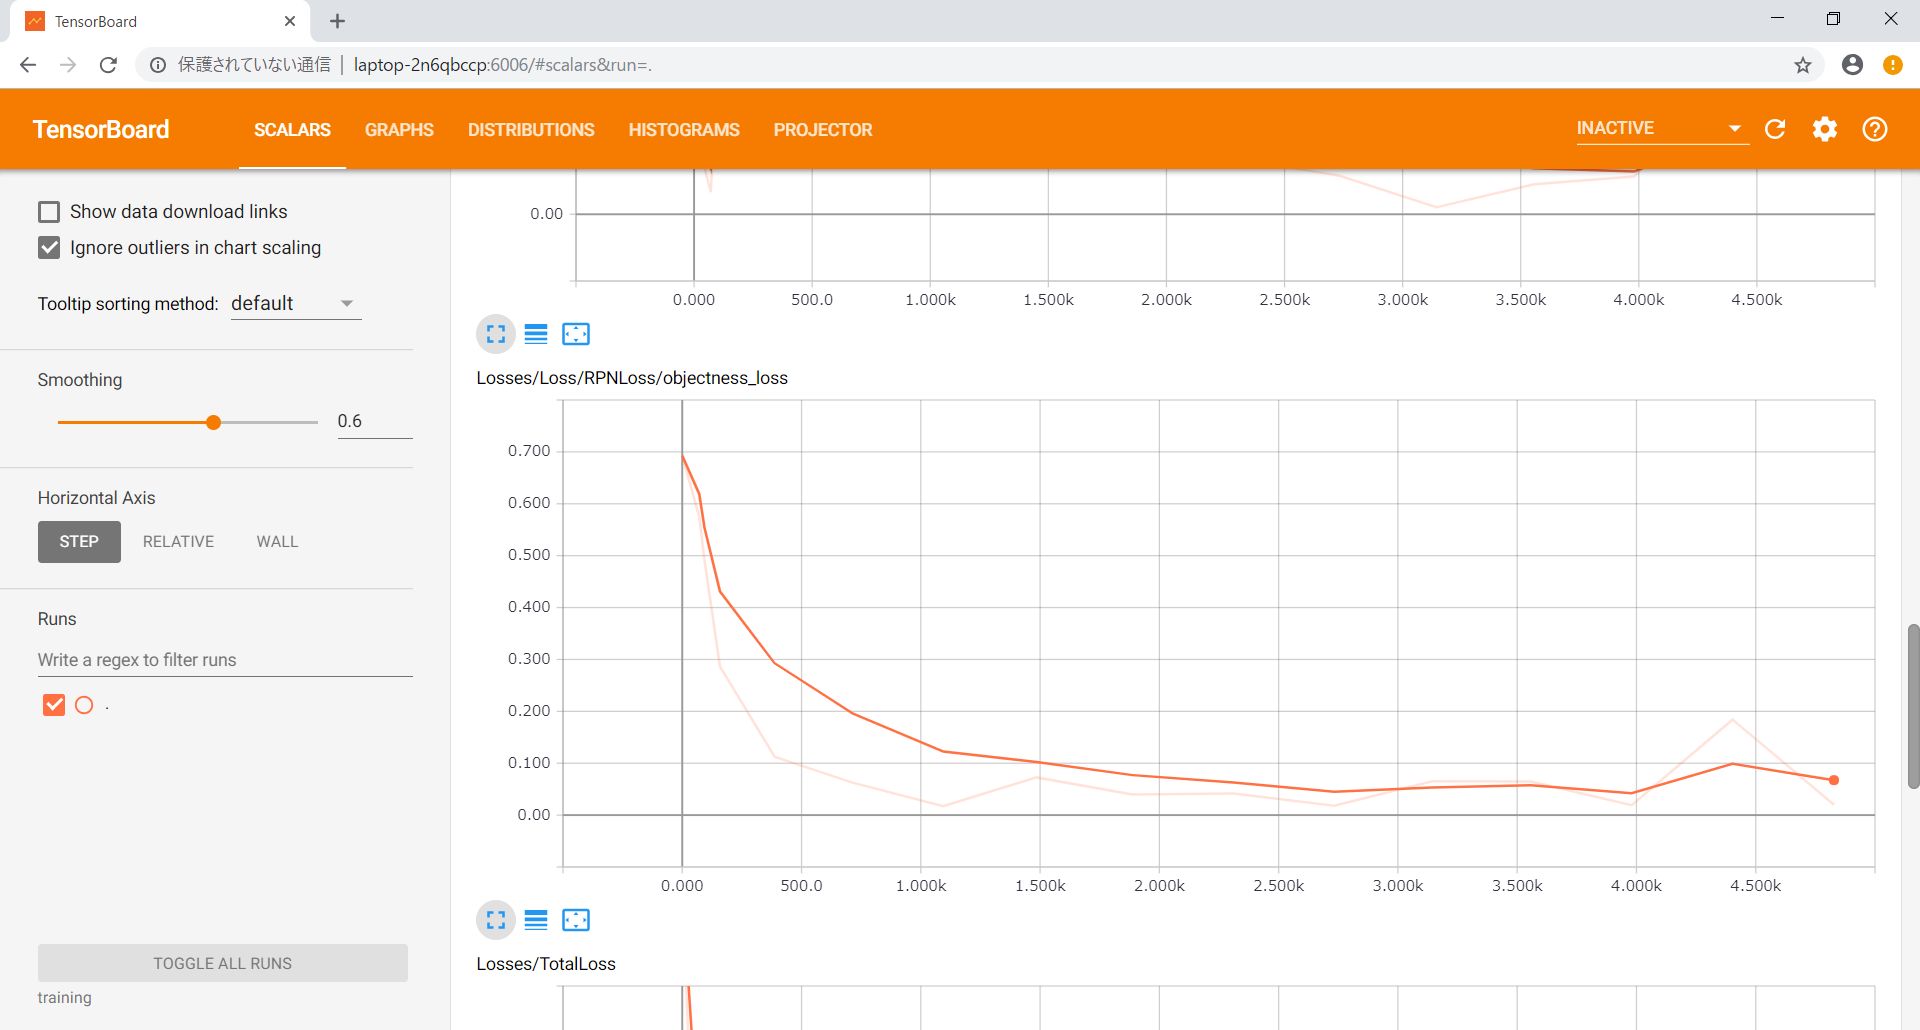 TensorBoard
保護されていない通信 | laptop-2n6qbccp:6006/#scalars&run=.
TensorBoard SCALARS GRAPHS DISTRIBUTIONS HISTOGRAMS PROJECTOR INACTIVE
Show data download links
Ignore outliers in chart scaling
Tooltip sorting method: default
Smoothing
0.6
Horizontal Axis
STEP RELATIVE WALL
Runs
Write a regex to filter runs
.
TOGGLE ALL RUNS
training
0.00
0.000 500.0 1.000k 1.500k 2.000k 2.500k 3.000k 3.500k 4.000k 4.500k
Losses/Loss/RPNLoss/objectness_loss
0.700
0.600
0.500
0.400
0.300
0.200
0.100
0.00
0.000 500.0 1.000k 1.500k 2.000k 2.500k 3.000k 3.500k 4.000k 4.500k
Losses/TotalLoss